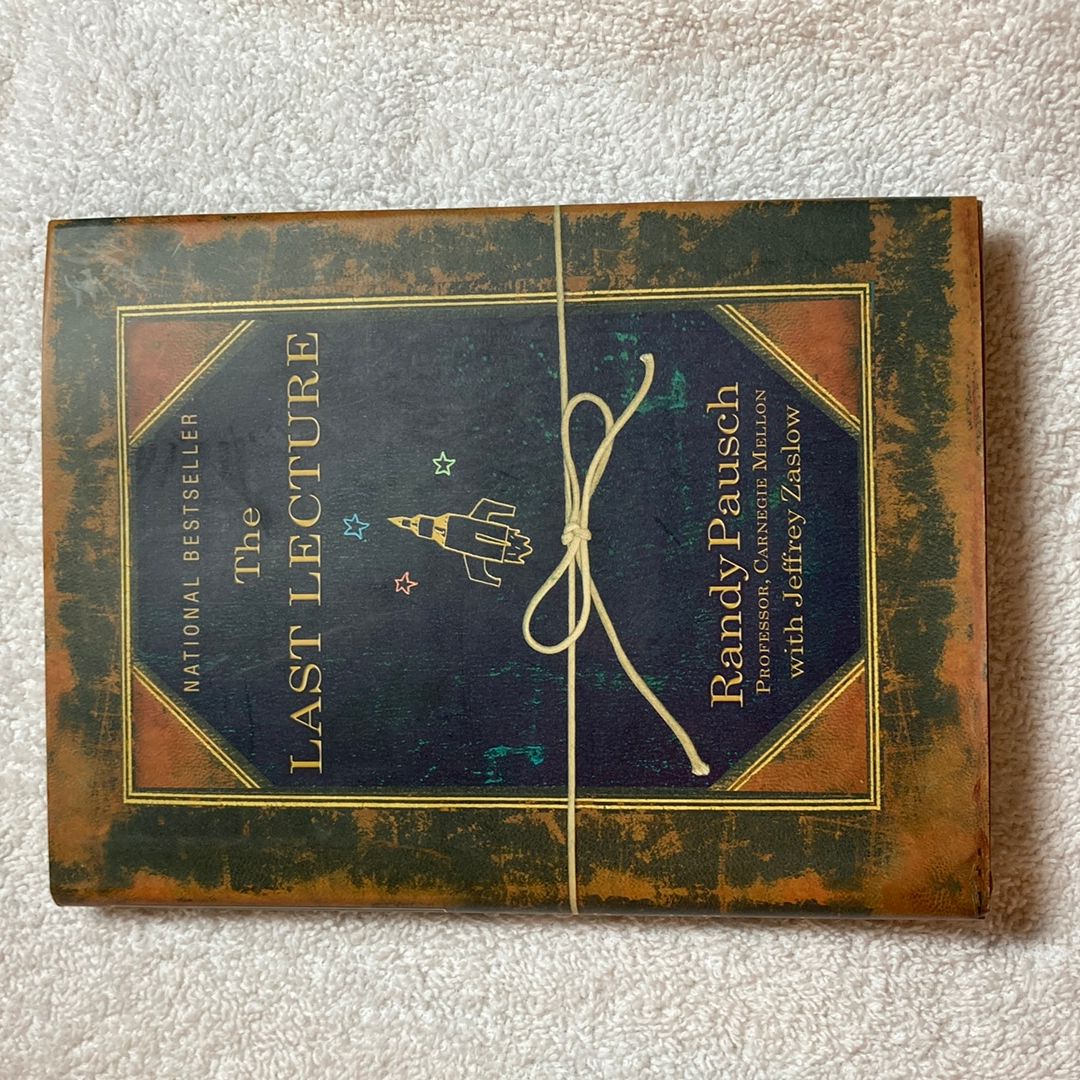 NATIONAL BESTSELLER
The
LAST LECTURE
Randy Pausch
PROFESSOR, CARNEGIE MELLON
with Jeffrey Zaslow